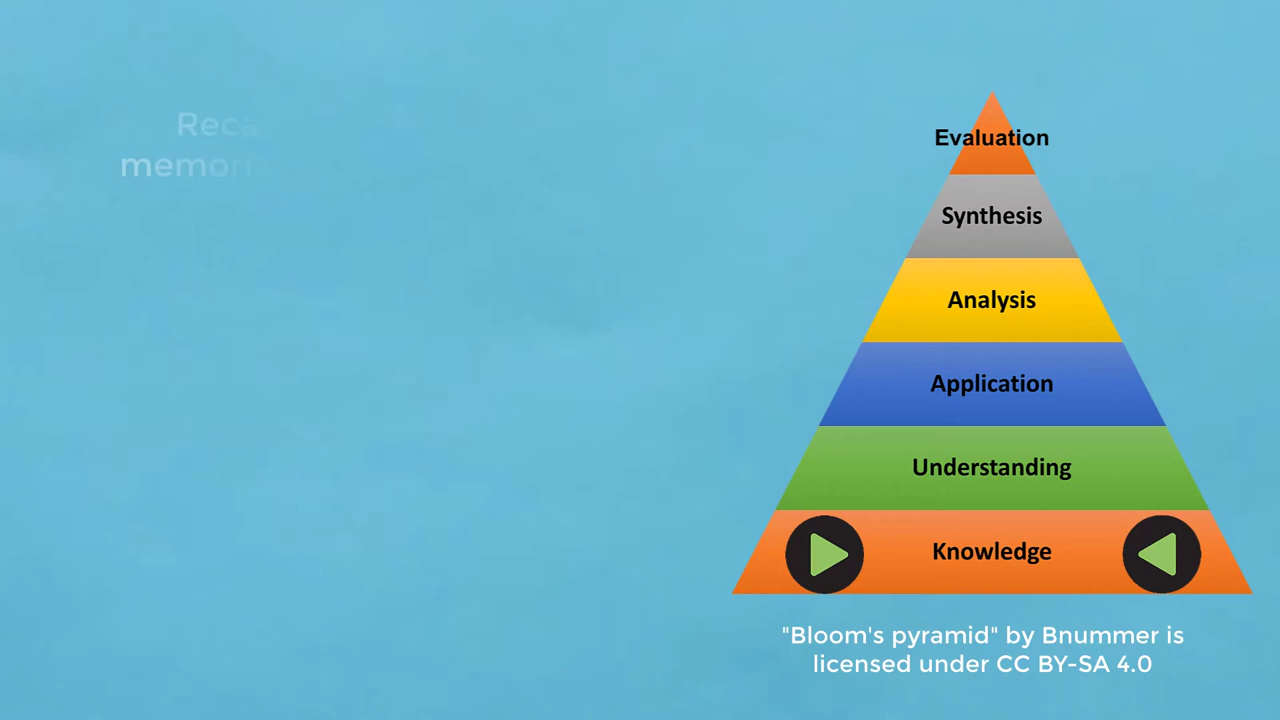 Evaluation
Synthesis
Analysis
Application
Understanding
Knowledge
"Bloom's pyramid" by Bnummer is
licensed under CC BY-SA 4.0